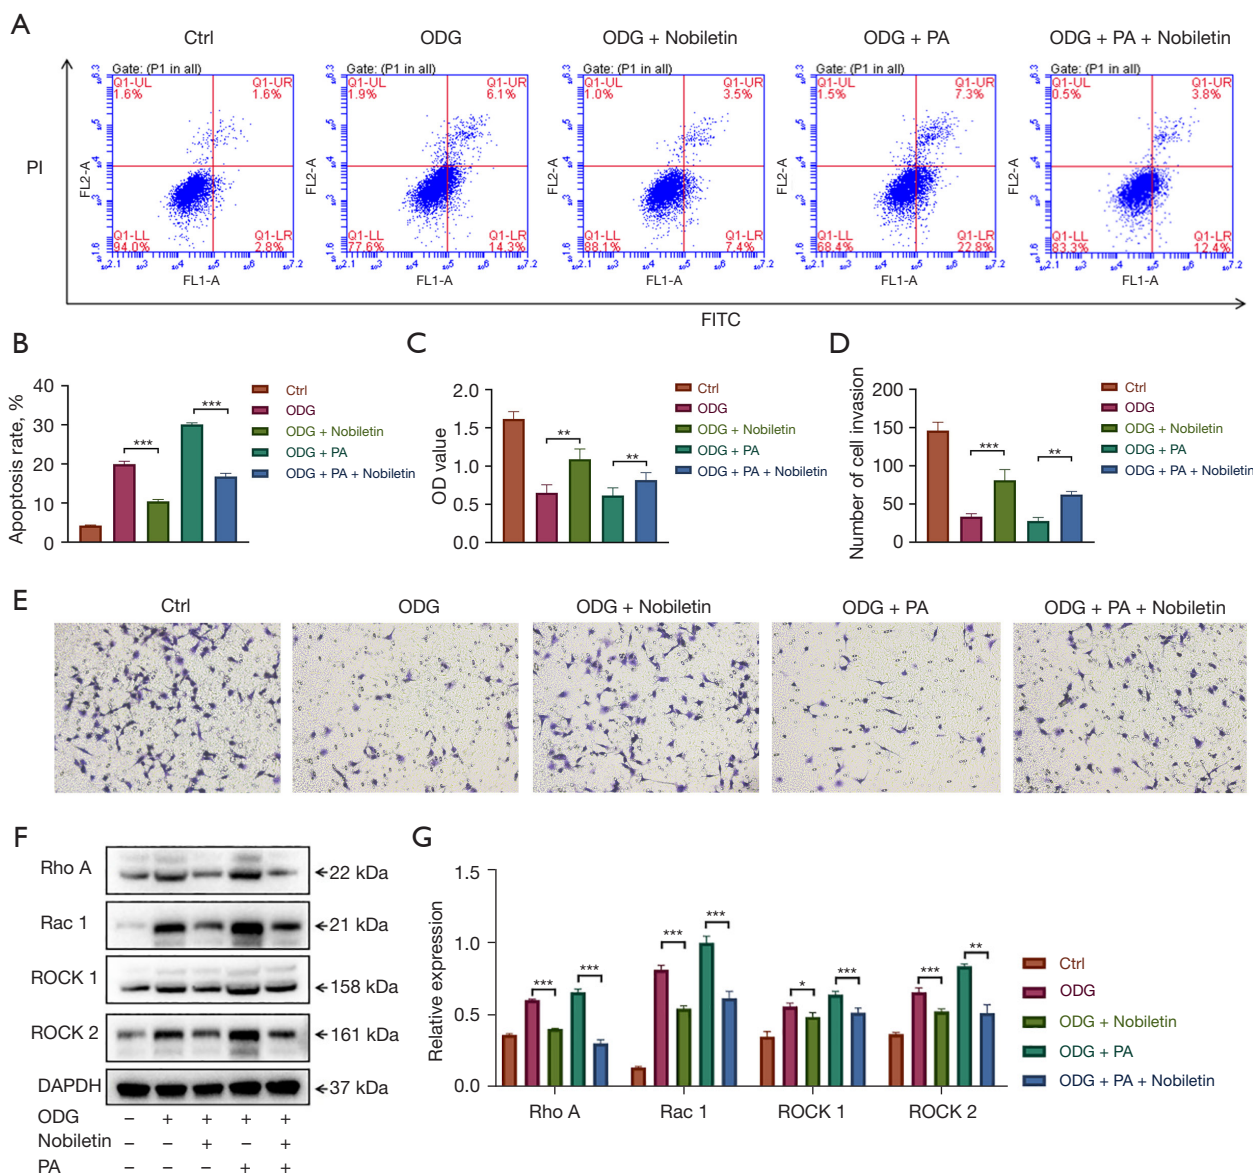 A
Ctrl
ODG
ODG + Nobiletin
ODG + PA
ODG + PA + Nobiletin
Gate: (P1 in all)
Q1-UL
1.6%
Q1-UR
1.6%
Q1-LL
94.0%
Q1-LR
2.8%
Gate: (P1 in all)
Q1-UL
1.9%
Q1-UR
6.1%
Q1-LL
77.6%
Q1-LR
14.3%
Gate: (P1 in all)
Q1-UL
1.0%
Q1-UR
3.5%
Q1-LL
88.1%
Q1-LR
7.4%
Gate: (P1 in all)
Q1-UL
1.5%
Q1-UR
7.3%
Q1-LL
68.4%
Q1-LR
22.8%
Gate: (P1 in all)
Q1-UL
0.5%
Q1-UR
3.8%
Q1-LL
83.3%
Q1-LR
12.4%
PI
FL2-A
FL2-A
FL2-A
FL2-A
FL2-A
FL1-A
FL1-A
FL1-A
FL1-A
FL1-A
FITC
B
Apoptosis rate, %
40
30
20
10
0
***
***
Ctrl
ODG
ODG + Nobiletin
ODG + PA
ODG + PA + Nobiletin
C
OD value
2.0
1.5
1.0
0.5
0.0
**
**
Ctrl
ODG
ODG + Nobiletin
ODG + PA
ODG + PA + Nobiletin
D
Number of cell invasion
200
150
100
50
0
***
**
Ctrl
ODG
ODG + Nobiletin
ODG + PA
ODG + PA + Nobiletin
E
Ctrl
ODG
ODG + Nobiletin
ODG + PA
ODG + PA + Nobiletin
F
Rho A
22 kDa
Rac 1
21 kDa
ROCK 1
158 kDa
ROCK 2
161 kDa
DAPDH
37 kDa
ODG – + + + +
Nobiletin – – + – +
PA – – – + +
G
Relative expression
1.5
1.0
0.5
0.0
***
***
***
***
*
***
***
**
Rho A
Rac 1
ROCK 1
ROCK 2
Ctrl
ODG
ODG + Nobiletin
ODG + PA
ODG + PA + Nobiletin